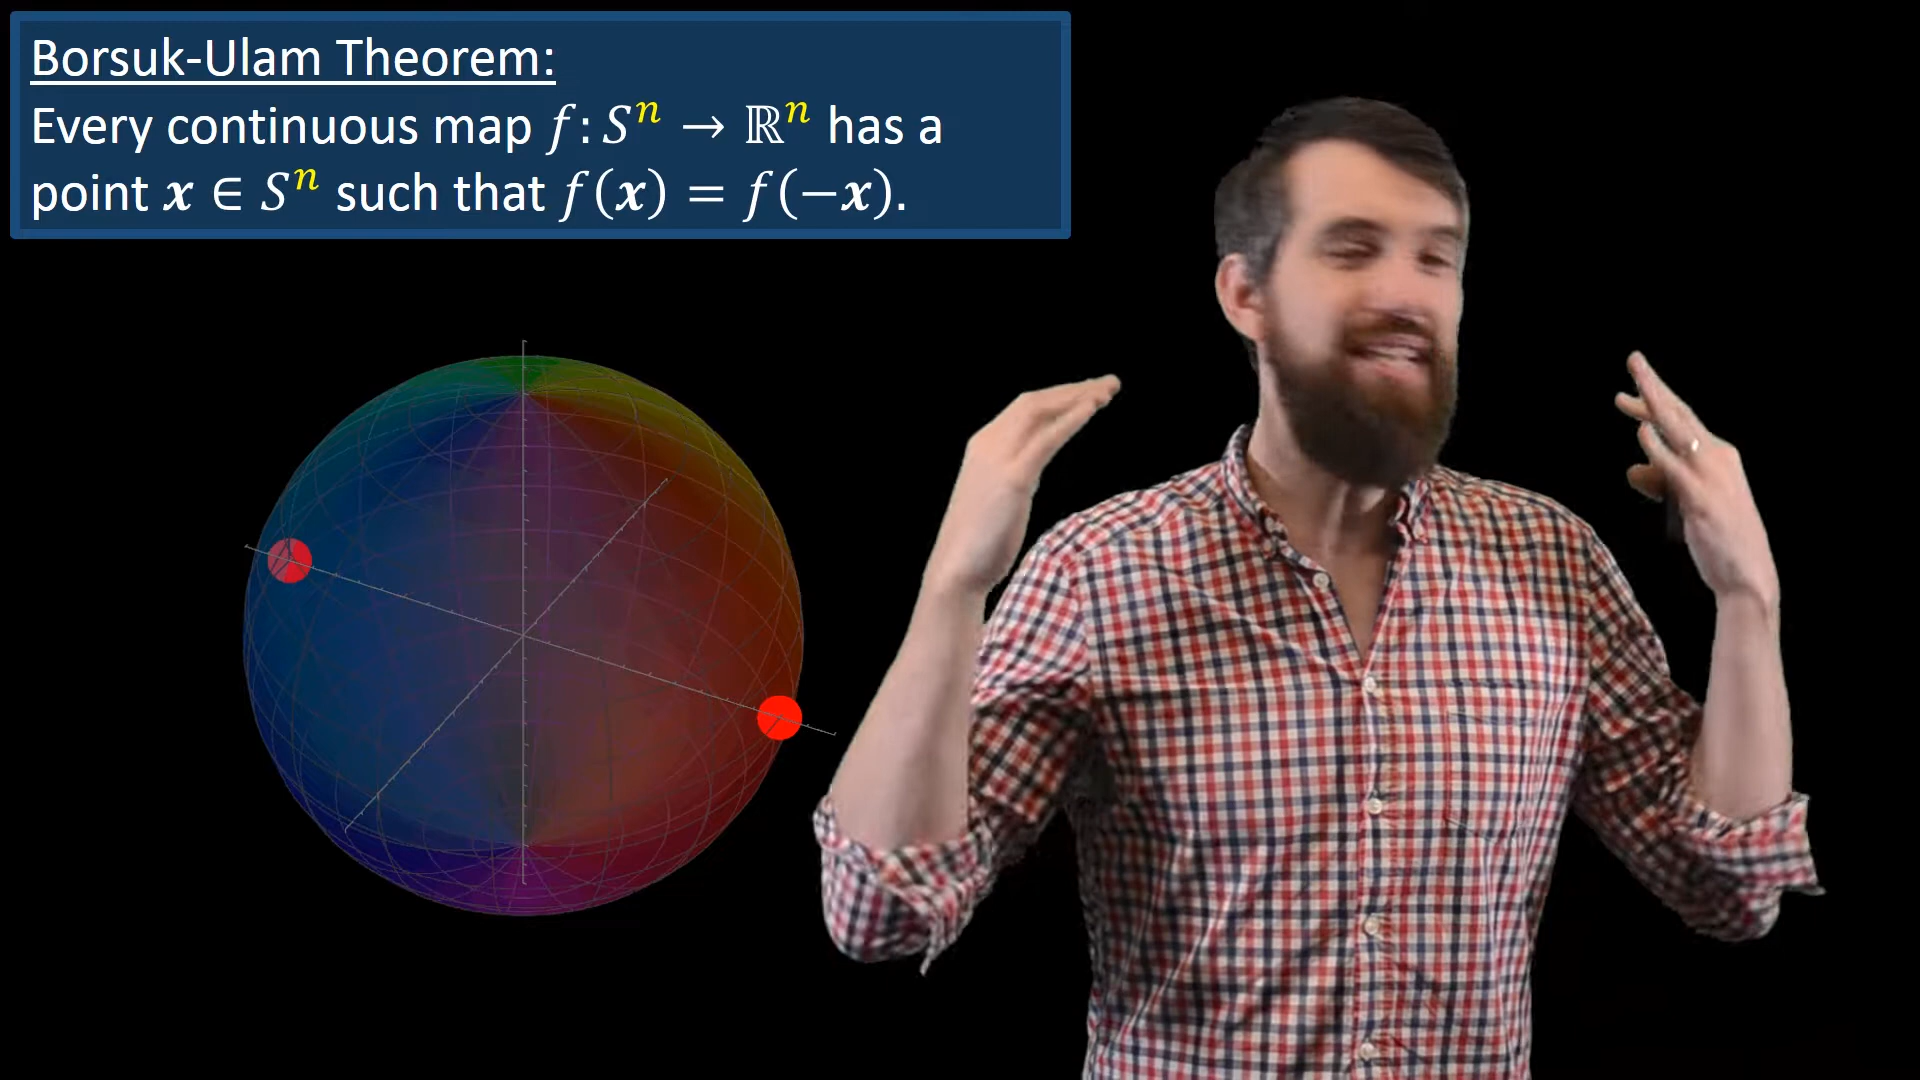 Borsuk-Ulam Theorem:
Every continuous map 𝑓: 𝑆ⁿ → ℝⁿ has a
point 𝒙 ∈ 𝑆ⁿ such that 𝑓(𝒙) = 𝑓(−𝒙).